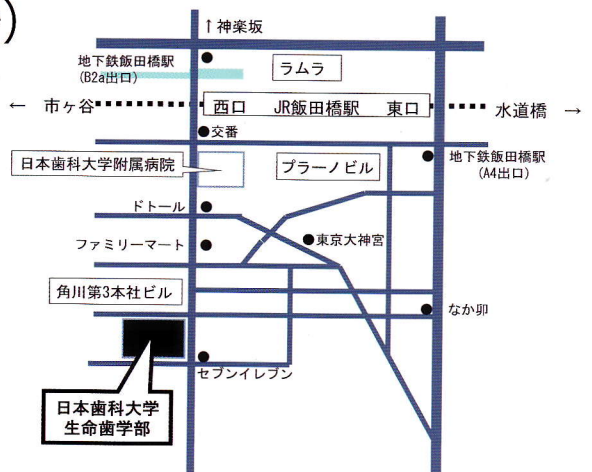 ↑神楽坂
地下鉄飯田橋駅
(B2a出口)
ラムラ
← 市ヶ谷
西口 JR飯田橋駅 東口
水道橋 →
交番
日本歯科大学附属病院
プラーノビル
地下鉄飯田橋駅
(A4出口)
ドトール
ファミリーマート
東京大神宮
角川第3本社ビル
なか卯
セブンイレブン
日本歯科大学
生命歯学部